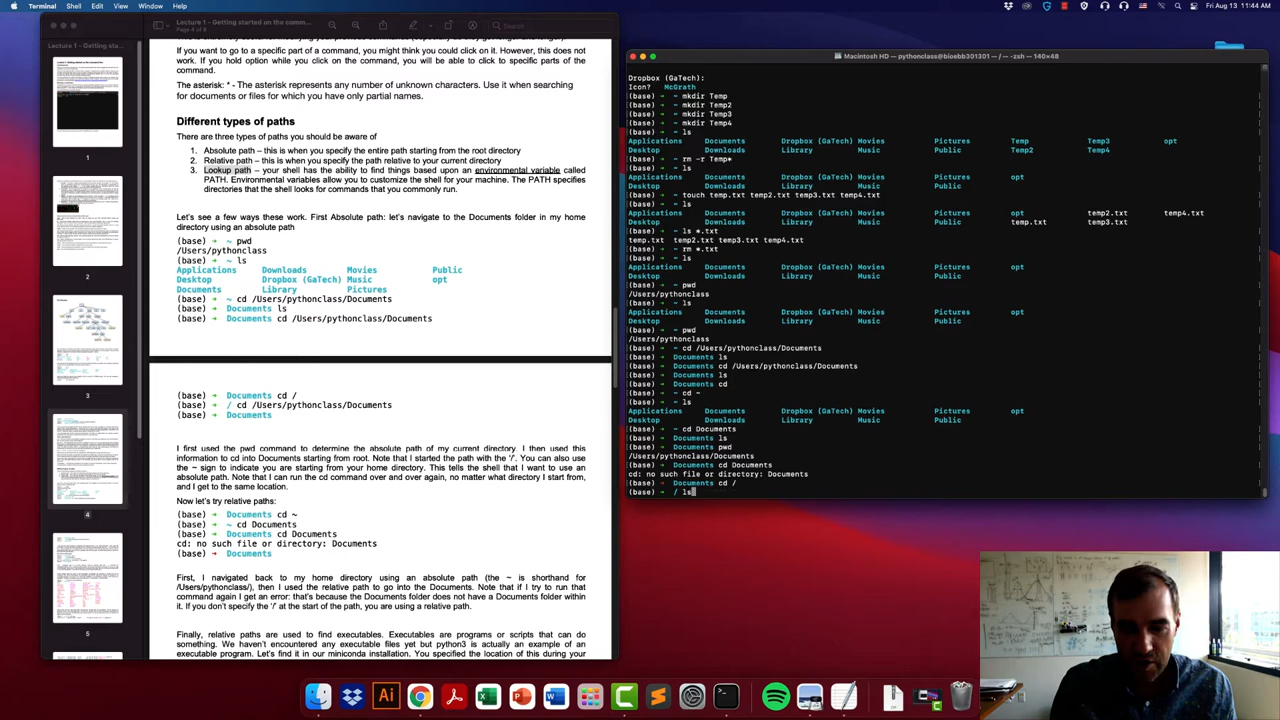 Terminal Shell Edit View Window Help
Fri Aug 13 11:44 AM
Lecture 1 - Getting started on the comm...
Page 4 of 8
Search
Lecture 1 - Getting sta...
1
2
3
4
5
If you want to go to a specific part of a command, you might think you could click on it. However, this does not
work. If you hold option while you click on the command, you will be able to click to specific parts of the
command.
The asterisk: * - The asterisk represents any number of unknown characters. Use it when searching
for documents or files for which you have only partial names.
Different types of paths
There are three types of paths you should be aware of
1. Absolute path – this is when you specify the entire path starting from the root directory
2. Relative path – this is when you specify the path relative to your current directory
3. Lookup path – your shell has the ability to find things based upon an environmental variable called
PATH. Environmental variables allow you to customize the shell for your machine. The PATH specifies
directories that the shell looks for commands that you commonly run.
Let's see a few ways these work. First Absolute path: let's navigate to the Documents folder in my home
directory using an absolute path
(base) → ~ pwd
/Users/pythonclass
(base) → ~ ls
Applications Downloads Movies Public
Desktop Dropbox (GaTech) Music opt
Documents Library Pictures
(base) → ~ cd /Users/pythonclass/Documents
(base) → Documents ls
(base) → Documents cd /Users/pythonclass/Documents
(base) → Documents cd /
(base) → / cd /Users/pythonclass/Documents
(base) → Documents
I first used the pwd command to determine the absolute path of my current directory. I then used this
information to cd into Documents starting from root. Note that I started the path with the '/'. You can also use
the ~ sign to indicate you are starting from your home directory. This tells the shell that I want to use an
absolute path. Note that I can run the cd command over and over again, no matter what directory I start from,
and I get to the same location.
Now let's try relative paths:
(base) → Documents cd ~
(base) → ~ cd Documents
(base) → Documents cd Documents
cd: no such file or directory: Documents
(base) → Documents
First, I navigated back to my home directory using an absolute path (the ~ is shorthand for
/Users/pythonclass/), then I used the relative path to go into the Documents. Note that if I try to run that
command again I get an error: that's because the Documents folder does not have a Documents folder within
it. If you don't specify the '/' at the start of the path, you are using a relative path.
Finally, relative paths are used to find executables. Executables are programs or scripts that can do
something. We haven't encountered any executable files yet but python3 is actually an example of an
executable program. Let's find it in our miniconda installation. You specified the location of this during your
Macintosh HD — pythonclass@bioebb301301 — / — -zsh — 140×48
Dropbox (GaTech):
Icon? McGrath
(base) → ~ mkdir Temp
(base) → ~ mkdir Temp2
(base) → ~ mkdir Temp3
(base) → ~ mkdir Temp4
(base) → ~ ls
Applications Documents Dropbox (GaTech) Movies Pictures Temp Temp3 opt
Desktop Downloads Library Music Public Temp2 Temp4
(base) → ~ rm -r Temp*
(base) → ~ ls
Applications Documents Dropbox (GaTech) Movies Pictures opt
Desktop Downloads Library Music Public
(base) → ~ touch temp.txt temp2.txt temp3.txt temp4.txt
(base) → ~ ls
Applications Documents Dropbox (GaTech) Movies Pictures opt temp2.txt temp4.txt
Desktop Downloads Library Music Public temp.txt temp3.txt
(base) → ~ ls *.txt
temp.txt temp2.txt temp3.txt temp4.txt
(base) → ~ rm *.txt
(base) → ~ ls
Applications Documents Dropbox (GaTech) Movies Pictures opt
Desktop Downloads Library Music Public
(base) → ~ pwd
/Users/pythonclass
(base) → ~ ls
Applications Documents Dropbox (GaTech) Movies Pictures opt
Desktop Downloads Library Music Public
(base) → ~ pwd
/Users/pythonclass
(base) → ~ cd /Users/pythonclass/Documents
(base) → Documents ls
(base) → Documents cd /Users/pythonclass/Documents
(base) → Documents ls
(base) → Documents cd
(base) → ~ cd ~
(base) → ~ ls
Applications Documents Dropbox (GaTech) Movies Pictures opt
Desktop Downloads Library Music Public
(base) → ~ cd Documents
(base) → Documents ls
(base) → Documents pwd
/Users/pythonclass/Documents
(base) → Documents cd Documents
cd: no such file or directory: Documents
(base) → Documents cd /
(base) → / ls
Ai